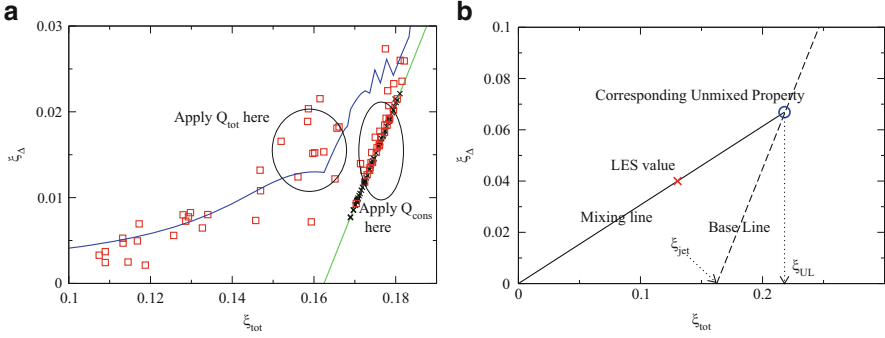 a
0.03
0.02
0.01
0
ξΔ
Apply Qtot here
Apply Qcons
here
0.1
0.12
0.14
0.16
0.18
ξtot
b
0.1
0.08
0.06
0.04
0.02
0
ξΔ
Corresponding Unmixed Property
LES value
Mixing line
Base Line
ξjet
ξUL
0
0.1
0.2
ξtot